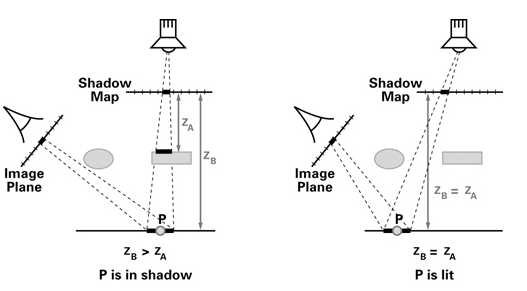 Shadow
Map
Z_A
Z_B
Image
Plane
P
Z_B > Z_A
P is in shadow
Shadow
Map
Image
Plane
Z_B = Z_A
P
Z_B = Z_A
P is lit